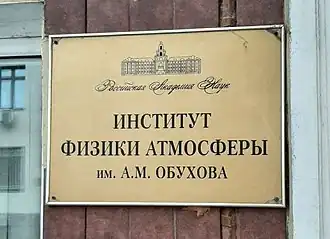 Российская Академия Наук
ИНСТИТУТ
ФИЗИКИ АТМОСФЕРЫ
им. А.М. ОБУХОВА